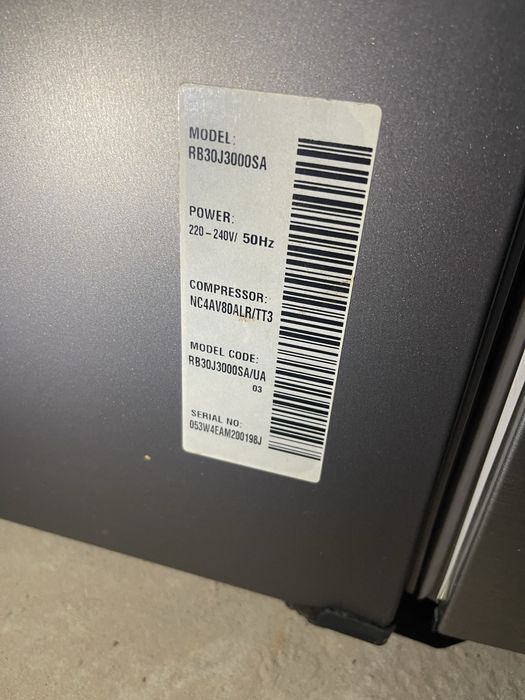 MODEL:
RB30J3000SA
POWER:
220-240V/ 50Hz
COMPRESSOR:
NC4AV80ALR/TT3
MODEL CODE:
RB30J3000SA/UA
03
SERIAL NO:
053W4EAM200198J